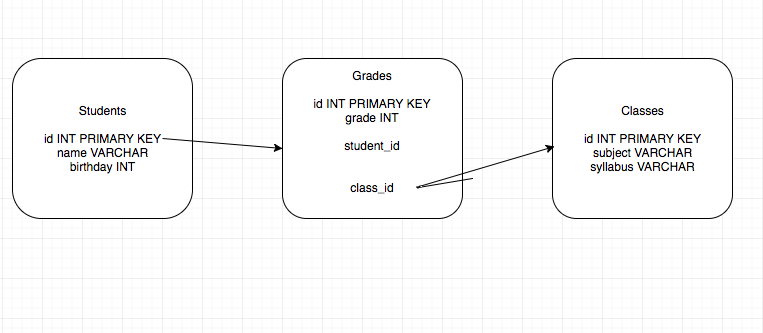 Students
id INT PRIMARY KEY
name VARCHAR
birthday INT
Grades
id INT PRIMARY KEY
grade INT
student_id
class_id
Classes
id INT PRIMARY KEY
subject VARCHAR
syllabus VARCHAR